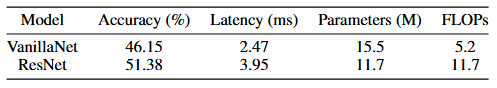 Model Accuracy (%) Latency (ms) Parameters (M) FLOPs
VanillaNet 46.15 2.47 15.5 5.2
ResNet 51.38 3.95 11.7 11.7